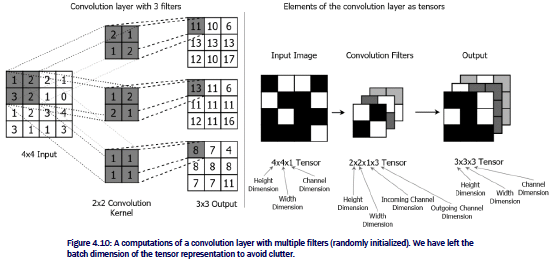 Convolution layer with 3 filters
2 1
1 2
11 10 6
13 13 13
12 10 17
1 2 2 1
3 2 1 0
1 2 3 4
3 1 1 3
4x4 Input
1 2
2 1
13 11 6
11 11 11
12 11 16
1 1
1 1
8 7 4
8 8 8
7 7 11
2x2 Convolution
Kernel
3x3 Output
Elements of the convolution layer as tensors
Input Image
Convolution Filters
Output
4x4x1 Tensor
2x2x1x3 Tensor
3x3x3 Tensor
Height
Dimension
Width
Dimension
Channel
Dimension
Height
Dimension
Width
Dimension
Incoming Channel
Dimension
Outgoing Channel
Dimension
Height
Dimension
Width
Dimension
Channel
Dimension
Figure 4.10: A computations of a convolution layer with multiple filters (randomly initialized). We have left the
batch dimension of the tensor representation to avoid clutter.